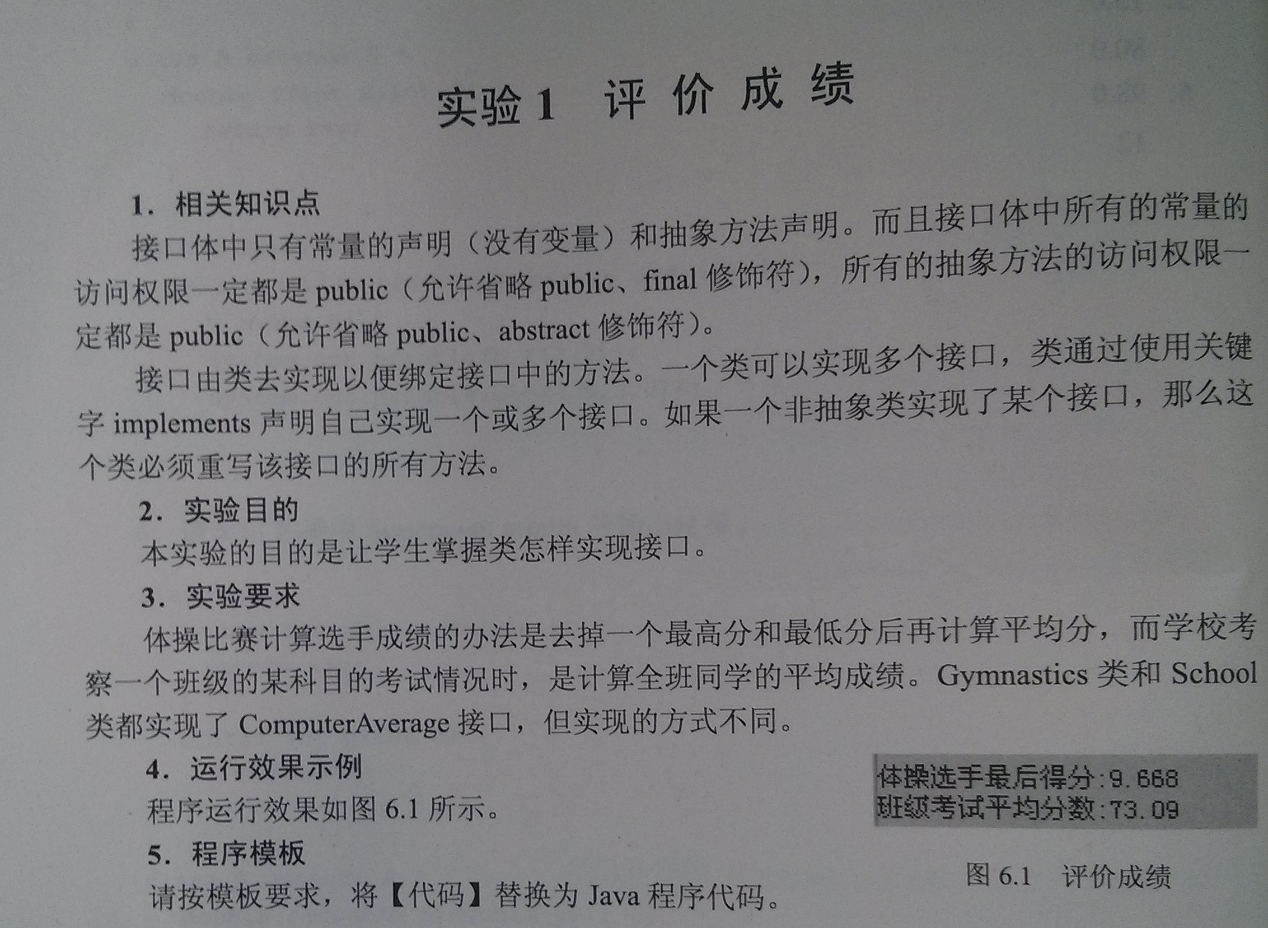 实验1 评价成绩
1．相关知识点
接口体中只有常量的声明（没有变量）和抽象方法声明。而且接口体中所有的常量的
访问权限一定都是 public（允许省略 public、final 修饰符），所有的抽象方法的访问权限一
定都是 public（允许省略 public、abstract 修饰符）。
接口由类去实现以便绑定接口中的方法。一个类可以实现多个接口，类通过使用关键
字 implements 声明自己实现一个或多个接口。如果一个非抽象类实现了某个接口，那么这
个类必须重写该接口的所有方法。
2．实验目的
本实验的目的是让学生掌握类怎样实现接口。
3．实验要求
体操比赛计算选手成绩的办法是去掉一个最高分和最低分后再计算平均分，而学校考
察一个班级的某科目的考试情况时，是计算全班同学的平均成绩。Gymnastics 类和 School
类都实现了 ComputerAverage 接口，但实现的方式不同。
4．运行效果示例
程序运行效果如图 6.1 所示。
体操选手最后得分:9.668
班级考试平均分数:73.09
图 6.1 评价成绩
5．程序模板
请按模板要求，将【代码】替换为 Java 程序代码。